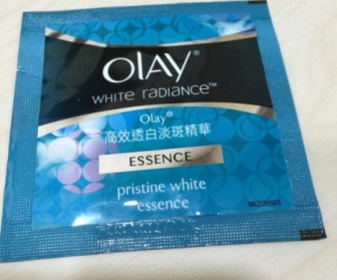 OLAY®
WHITE RADIANCE™
Olay®
高效透白淡斑精華
ESSENCE
pristine white
essence